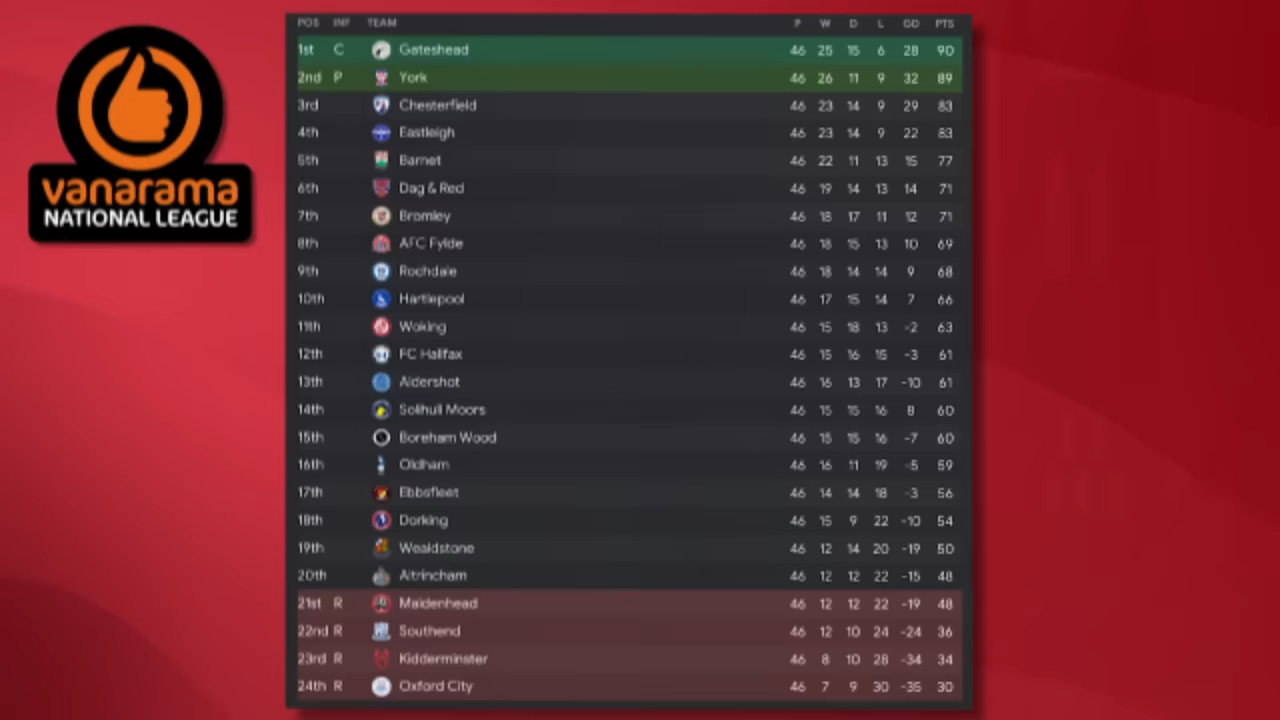 vanarama
NATIONAL LEAGUE
POS INF TEAM P W D L GD PTS
1st C Gateshead 46 25 15 6 28 90
2nd P York 46 26 11 9 32 89
3rd Chesterfield 46 23 14 9 29 83
4th Eastleigh 46 23 14 9 22 83
5th Barnet 46 22 11 13 15 77
6th Dag & Red 46 19 14 13 14 71
7th Bromley 46 18 17 11 12 71
8th AFC Fylde 46 18 15 13 10 69
9th Rochdale 46 18 14 14 9 68
10th Hartlepool 46 17 15 14 7 66
11th Woking 46 15 18 13 -2 63
12th FC Halifax 46 15 16 15 -3 61
13th Aldershot 46 16 13 17 -10 61
14th Solihull Moors 46 15 15 16 8 60
15th Boreham Wood 46 15 15 16 -7 60
16th Oldham 46 16 11 19 -5 59
17th Ebbsfleet 46 14 14 18 -3 56
18th Dorking 46 15 9 22 -10 54
19th Wealdstone 46 12 14 20 -19 50
20th Altrincham 46 12 12 22 -15 48
21st R Maidenhead 46 12 12 22 -19 48
22nd R Southend 46 12 10 24 -24 36
23rd R Kidderminster 46 8 10 28 -34 34
24th R Oxford City 46 7 9 30 -35 30